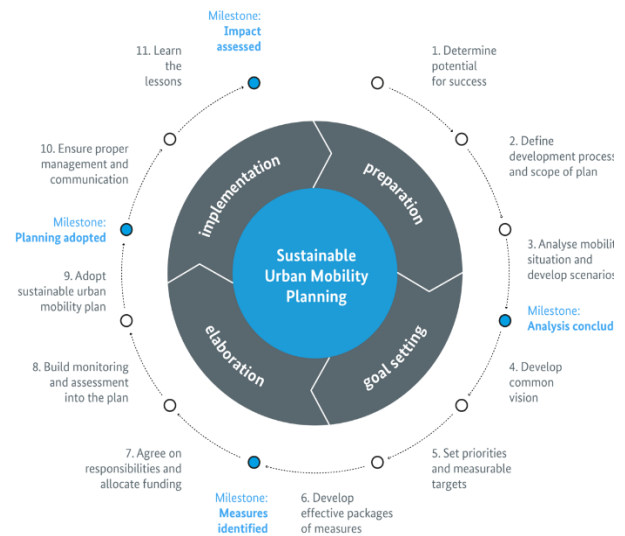 Milestone:
Impact
assessed
11. Learn
the
lessons
1. Determine
potential
for success
10. Ensure proper
management and
communication
2. Define
development process
and scope of plan
implementation
preparation
Milestone:
Planning adopted
3. Analyse mobilit
situation and
develop scenarios
Sustainable
Urban Mobility
Planning
9. Adopt
sustainable urban
mobility plan
Milestone:
Analysis conclud
elaboration
goal setting
8. Build monitoring
and assessment
into the plan
4. Develop
common
vision
7. Agree on
responsibilities and
allocate funding
5. Set priorities
and measurable
targets
Milestone:
Measures
identified
6. Develop
effective packages
of measures